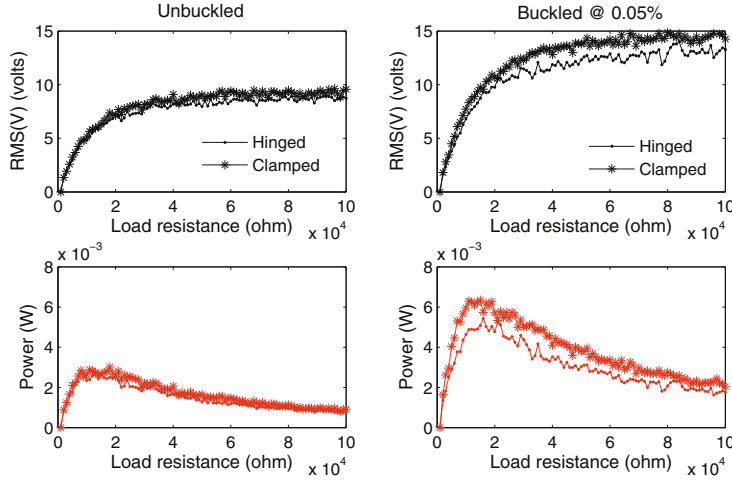 Unbuckled
15
10
5
0
RMS(V) (volts)
Hinged
Clamped
0 2 4 6 8 10
Load resistance (ohm)
x 10^4
Buckled @ 0.05%
15
10
5
0
RMS(V) (volts)
Hinged
Clamped
0 2 4 6 8 10
Load resistance (ohm)
x 10^4
x 10^-3
8
6
4
2
0
Power (W)
0 2 4 6 8 10
Load resistance (ohm)
x 10^4
x 10^-3
8
6
4
2
0
Power (W)
0 2 4 6 8 10
Load resistance (ohm)
x 10^4